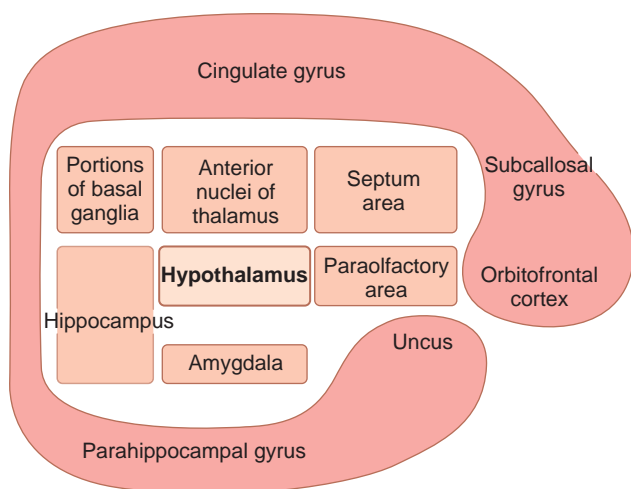 Cingulate gyrus
Portions
of basal
ganglia
Anterior
nuclei of
thalamus
Septum
area
Subcallosal
gyrus
Hypothalamus
Paraolfactory
area
Orbitofrontal
cortex
Hippocampus
Uncus
Amygdala
Parahippocampal gyrus